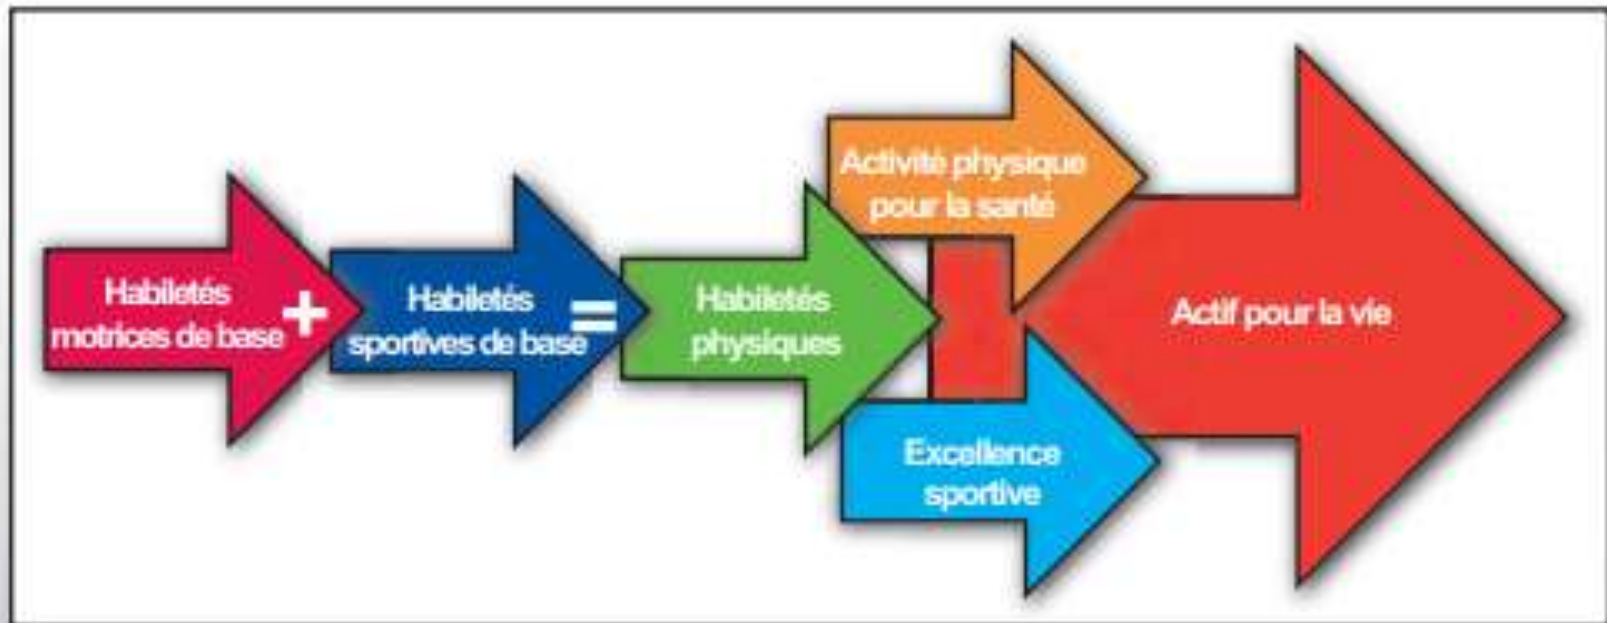 Habiletés
motrices de base
+
Habiletés
sportives de base
=
Habiletés
physiques
Activité physique
pour la santé
Excellence
sportive
Actif pour la vie